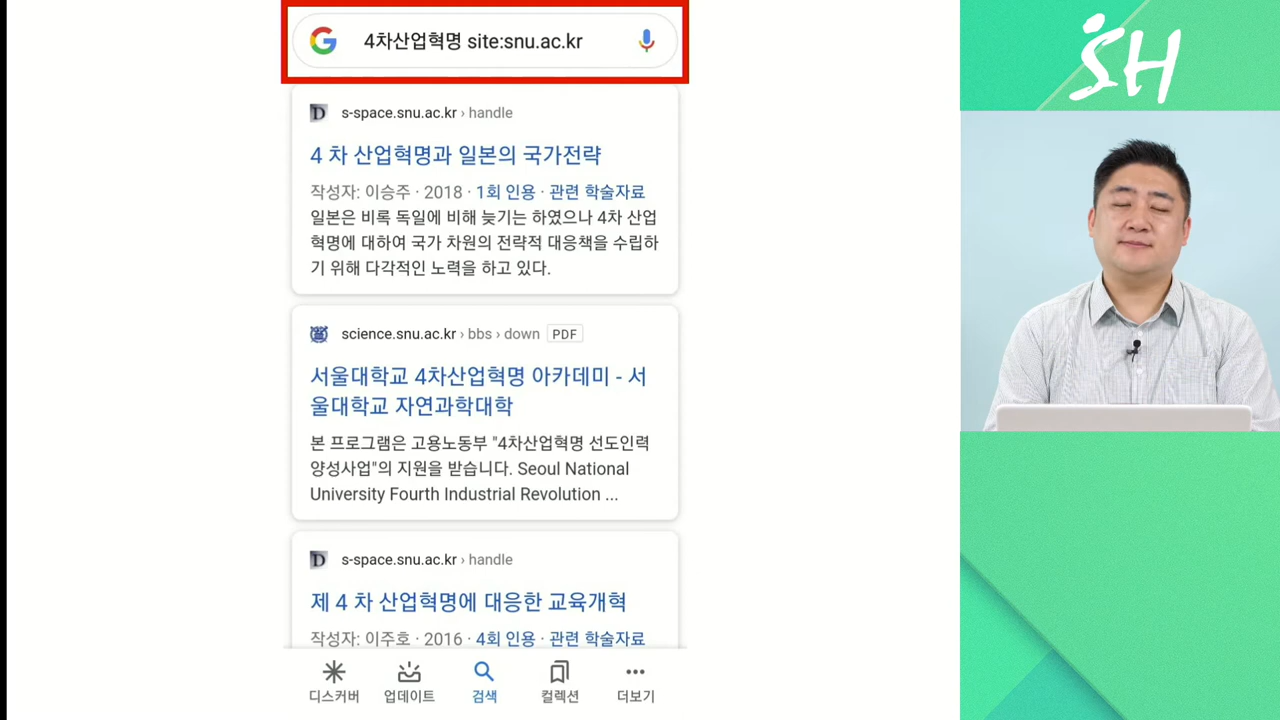 4차산업혁명 site:snu.ac.kr
SH
s-space.snu.ac.kr › handle
4 차 산업혁명과 일본의 국가전략
작성자: 이승주 · 2018 · 1회 인용 · 관련 학술자료
일본은 비록 독일에 비해 늦기는 하였으나 4차 산업
혁명에 대하여 국가 차원의 전략적 대응책을 수립하
기 위해 다각적인 노력을 하고 있다.
science.snu.ac.kr › bbs › down PDF
서울대학교 4차산업혁명 아카데미 - 서
울대학교 자연과학대학
본 프로그램은 고용노동부 "4차산업혁명 선도인력
양성사업"의 지원을 받습니다. Seoul National
University Fourth Industrial Revolution ...
s-space.snu.ac.kr › handle
제 4 차 산업혁명에 대응한 교육개혁
작성자: 이주호 · 2016 · 4회 인용 · 관련 학술자료
디스커버 업데이트 검색 컬렉션 더보기